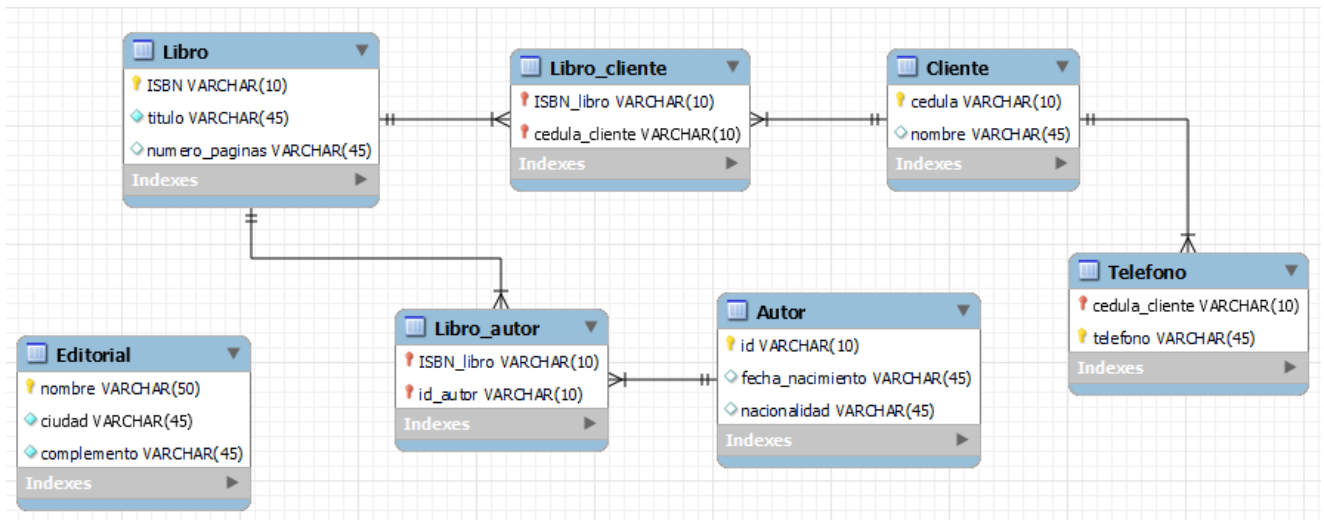 Libro
ISBN VARCHAR(10)
titulo VARCHAR(45)
numero_paginas VARCHAR(45)
Indexes
Libro_cliente
ISBN_libro VARCHAR(10)
cedula_cliente VARCHAR(10)
Indexes
Cliente
cedula VARCHAR(10)
nombre VARCHAR(45)
Indexes
Telefono
cedula_cliente VARCHAR(10)
telefono VARCHAR(45)
Indexes
Editorial
nombre VARCHAR(50)
ciudad VARCHAR(45)
complemento VARCHAR(45)
Indexes
Libro_autor
ISBN_libro VARCHAR(10)
id_autor VARCHAR(10)
Indexes
Autor
id VARCHAR(10)
fecha_nacimiento VARCHAR(45)
nacionalidad VARCHAR(45)
Indexes